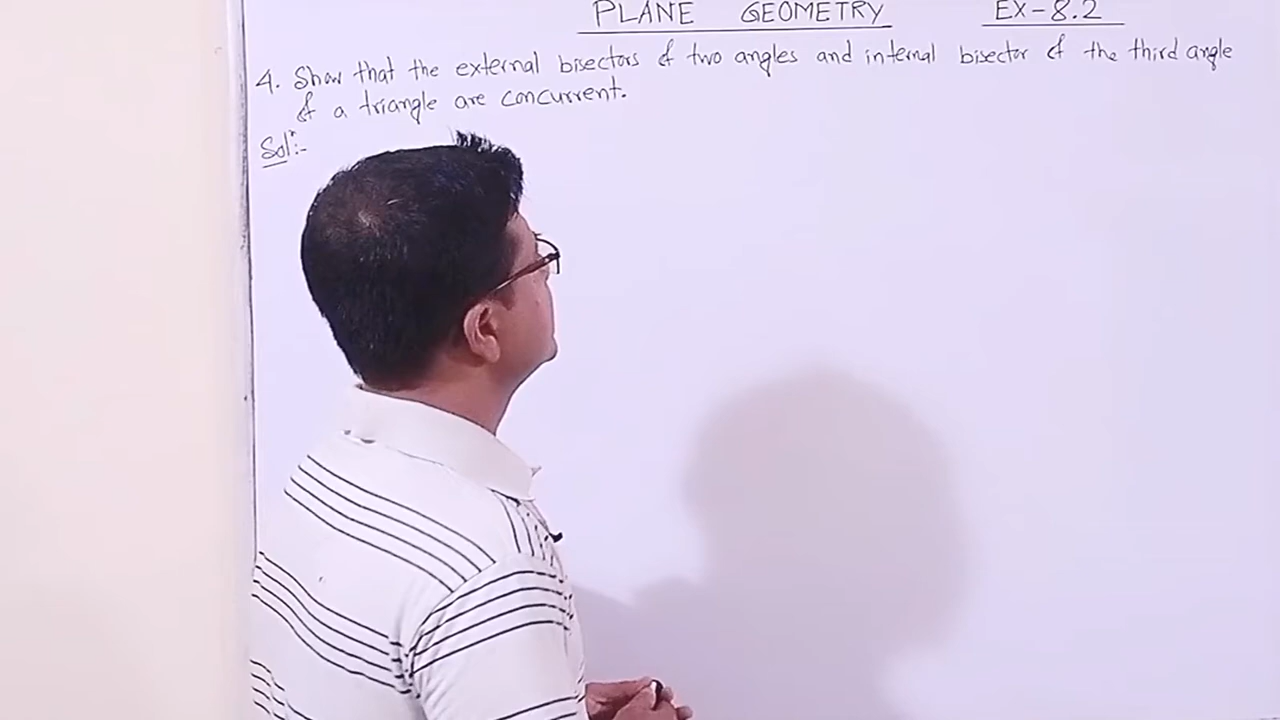 PLANE GEOMETRY EX-8.2
4. Show that the external bisectors of two angles and internal bisector of the third angle
of a triangle are concurrent.
Solⁿ:-